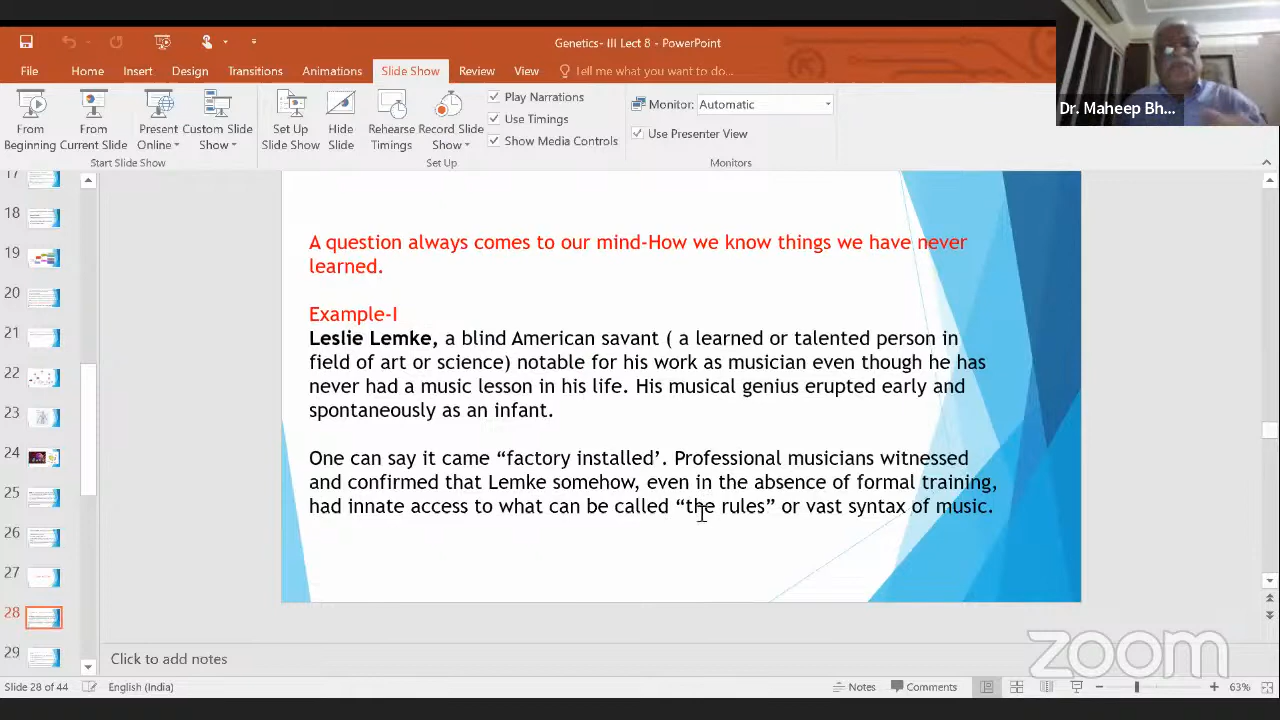 Genetics- III Lect 8 - PowerPoint
File Home Insert Design Transitions Animations Slide Show Review View Tell me what you want to do...
From Beginning
From Current Slide
Present Online
Custom Slide Show
Start Slide Show
Set Up Slide Show
Hide Slide
Rehearse Timings
Record Slide Show
Play Narrations
Use Timings
Show Media Controls
Set Up
Monitor: Automatic
Use Presenter View
Monitors
Dr. Maheep Bh...
17
18
19
20
21
22
23
24
25
26
27
28
29
A question always comes to our mind-How we know things we have never
learned.
Example-I
Leslie Lemke, a blind American savant ( a learned or talented person in
field of art or science) notable for his work as musician even though he has
never had a music lesson in his life. His musical genius erupted early and
spontaneously as an infant.
One can say it came “factory installed’. Professional musicians witnessed
and confirmed that Lemke somehow, even in the absence of formal training,
had innate access to what can be called “the rules” or vast syntax of music.
Click to add notes
zoom
Slide 28 of 44 English (India) Notes Comments 63%